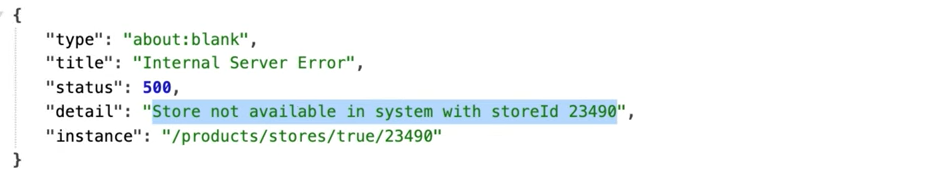 {
"type": "about:blank",
"title": "Internal Server Error",
"status": 500,
"detail": "Store not available in system with storeId 23490",
"instance": "/products/stores/true/23490"
}